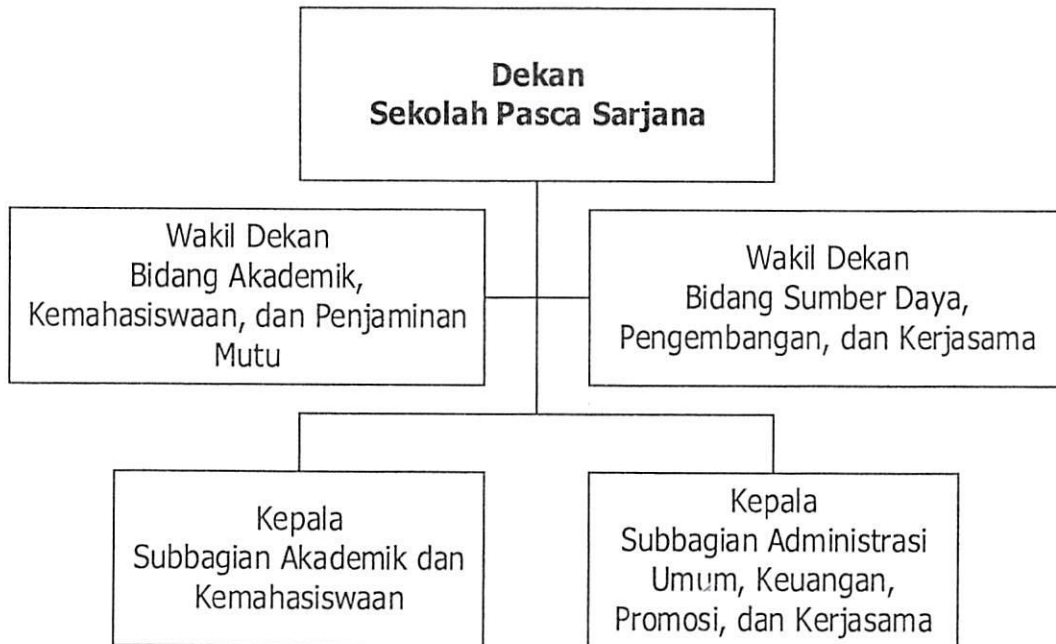 Dekan
Sekolah Pasca Sarjana
Wakil Dekan
Bidang Akademik,
Kemahasiswaan, dan Penjaminan
Mutu
Wakil Dekan
Bidang Sumber Daya,
Pengembangan, dan Kerjasama
Kepala
Subbagian Akademik dan
Kemahasiswaan
Kepala
Subbagian Administrasi
Umum, Keuangan,
Promosi, dan Kerjasama